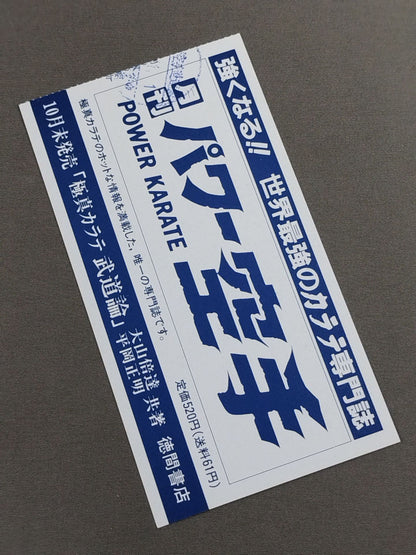 強くなる!! 世界最強のカラテ専門誌
月刊 パワー空手
POWER KARATE
極真カラテのホットな情報を満載した，唯一の専門誌です。
定価520円(送料61円)
10月末発売「極真カラテ 武道論」大山倍達 平岡正明 共著 徳間書店